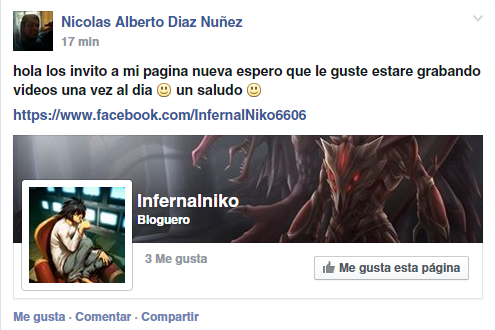 Nicolas Alberto Diaz Nuñez
17 min
hola los invito a mi pagina nueva espero que le guste estare grabando
videos una vez al dia 🙂 un saludo 🙂
https://www.facebook.com/InfernalNiko6606
Infernalniko
Bloguero
3 Me gusta
Me gusta esta página
Me gusta · Comentar · Compartir